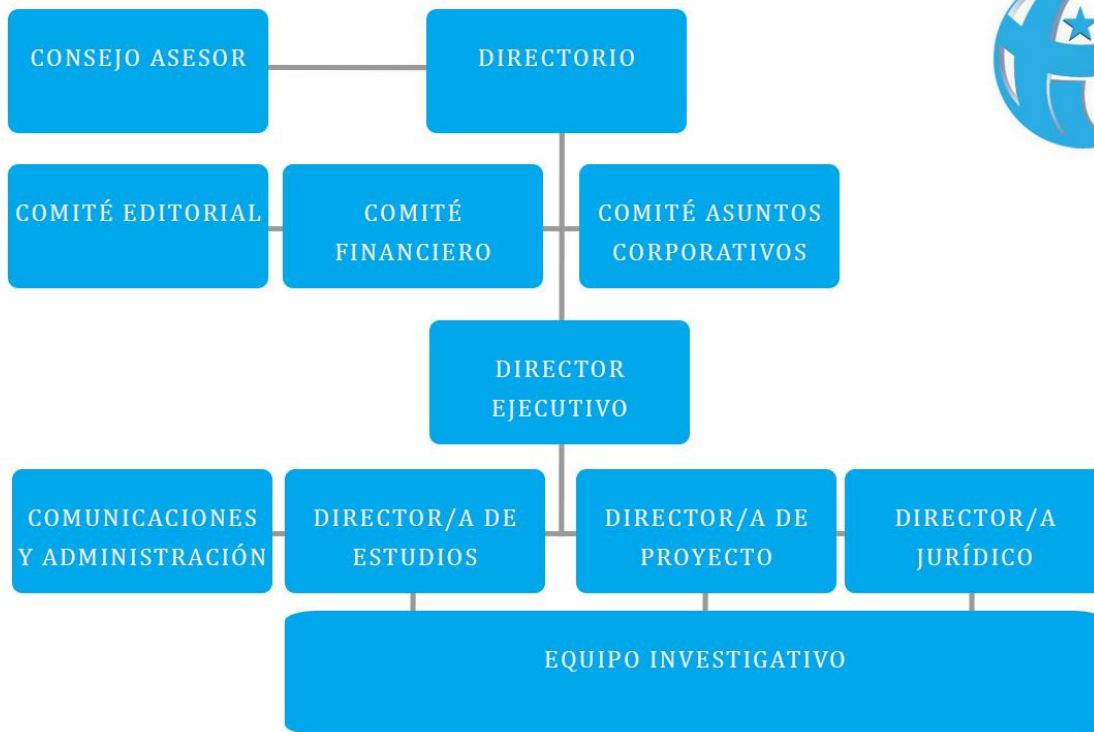 CONSEJO ASESOR
DIRECTORIO
COMITÉ EDITORIAL
COMITÉ
FINANCIERO
COMITÉ ASUNTOS
CORPORATIVOS
DIRECTOR
EJECUTIVO
COMUNICACIONES
Y ADMINISTRACIÓN
DIRECTOR/A DE
ESTUDIOS
DIRECTOR/A DE
PROYECTO
DIRECTOR/A
JURÍDICO
EQUIPO INVESTIGATIVO